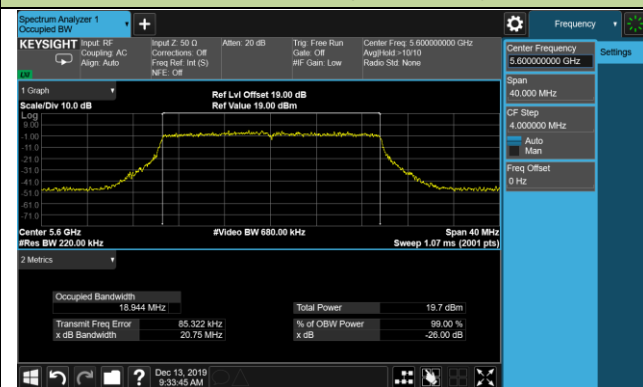 Spectrum Analyzer 1
Occupied BW
+
Frequency
KEYSIGHT Input: RF Input Z: 50 Ω Atten: 20 dB Trig: Free Run Center Freq: 5.600000000 GHz
Coupling: AC Corrections: Off Gate: Off Avg|Hold:>10/10
Align: Auto Freq Ref: Int (S) #IF Gain: Low Radio Std: None
NFE: Off
Center Frequency
5.600000000 GHz
Settings
Span
40.000 MHz
CF Step
4.000000 MHz
Auto
Man
Freq Offset
0 Hz
1 Graph
Ref Lvl Offset 19.00 dB
Scale/Div 10.0 dB Ref Value 19.00 dBm
Log
9.00
-1.00
-11.0
-21.0
-31.0
-41.0
-51.0
-61.0
-71.0
Center 5.6 GHz #Video BW 680.00 kHz Span 40 MHz
#Res BW 220.00 kHz Sweep 1.07 ms (2001 pts)
2 Metrics
Occupied Bandwidth
18.944 MHz Total Power 19.7 dBm
Transmit Freq Error 85.322 kHz % of OBW Power 99.00 %
x dB Bandwidth 20.75 MHz x dB -26.00 dB
? Dec 13, 2019
9:33:45 AM